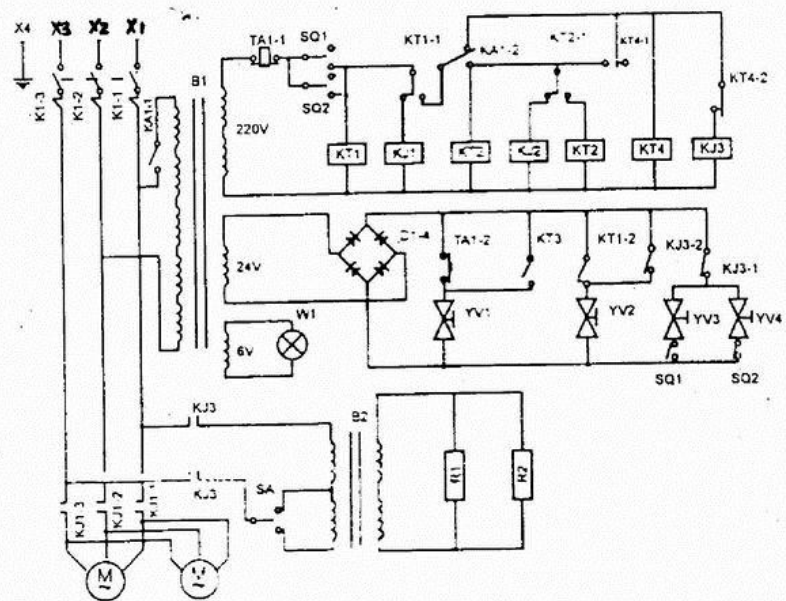 X4 X3 X2 X1
K1-3 K1-2 K1-1 KA1-1
B1
220V
24V
6V
TA1-1 SQ1
SQ2
KT1-1 KA1-2 KT2-1 KT4-1
KT4-2
KT1 KJ1 KJ2 KT2 KT4 KJ3
TA1-2 KT3 KT1-2 KJ3-2
KJ3-1
YV1 YV2 YV3 YV4
SQ1 SQ2
W1
KJ3
B2
KJ3
SA
R1 R2
KJ1-3 KJ1-2 KJ1-1
M
~